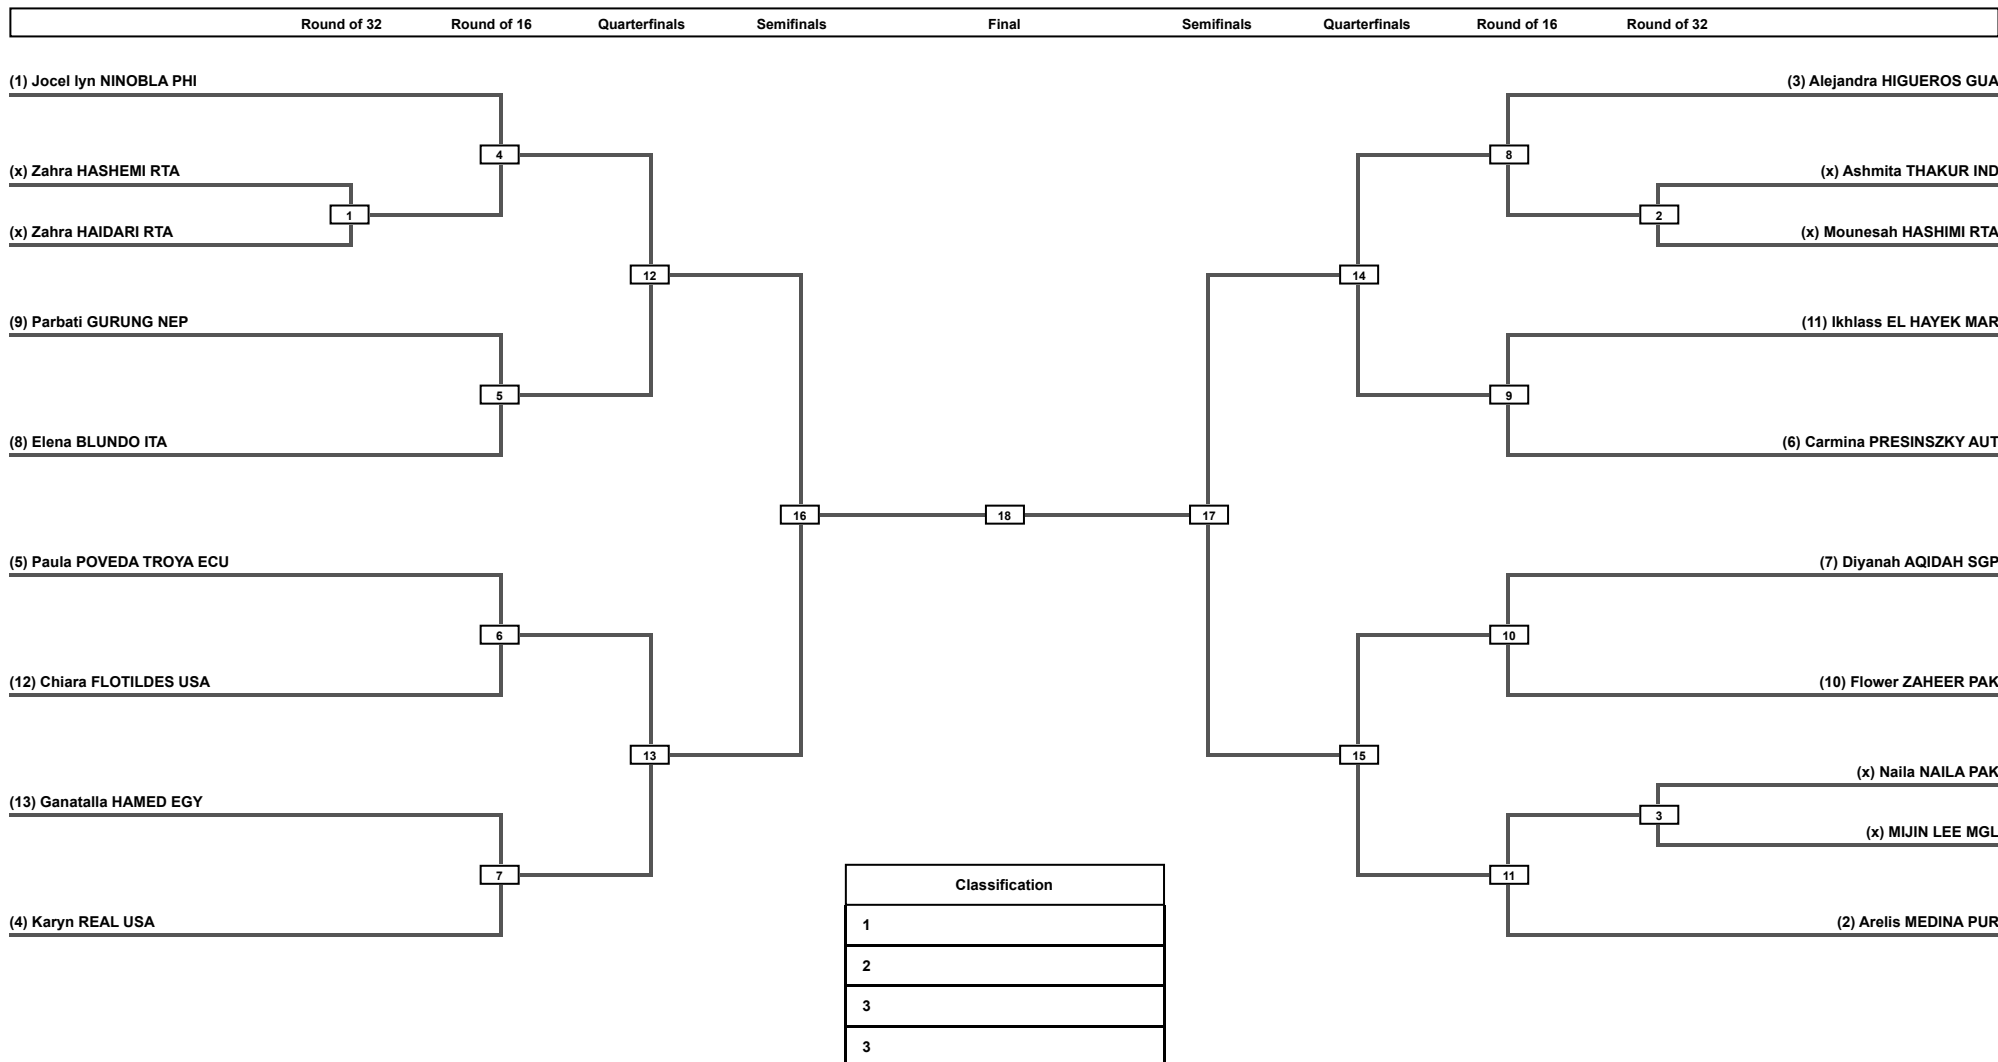 Round of 32 Round of 16 Quarterfinals Semifinals Final Semifinals Quarterfinals Round of 16 Round of 32
(1) Jocel lyn NINOBLA PHI
(3) Alejandra HIGUEROS GUA
4
8
(x) Zahra HASHEMI RTA
(x) Ashmita THAKUR IND
1
2
(x) Zahra HAIDARI RTA
(x) Mounesah HASHIMI RTA
12
14
(9) Parbati GURUNG NEP
(11) Ikhlass EL HAYEK MAR
5
9
(8) Elena BLUNDO ITA
(6) Carmina PRESINSZKY AUT
16
18
17
(5) Paula POVEDA TROYA ECU
(7) Diyanah AQIDAH SGP
6
10
(12) Chiara FLOTILDES USA
(10) Flower ZAHEER PAK
13
15
(x) Naila NAILA PAK
(13) Ganatalla HAMED EGY
3
(x) MIJIN LEE MGL
7
11
(4) Karyn REAL USA
(2) Arelis MEDINA PUR
Classification
1
2
3
3